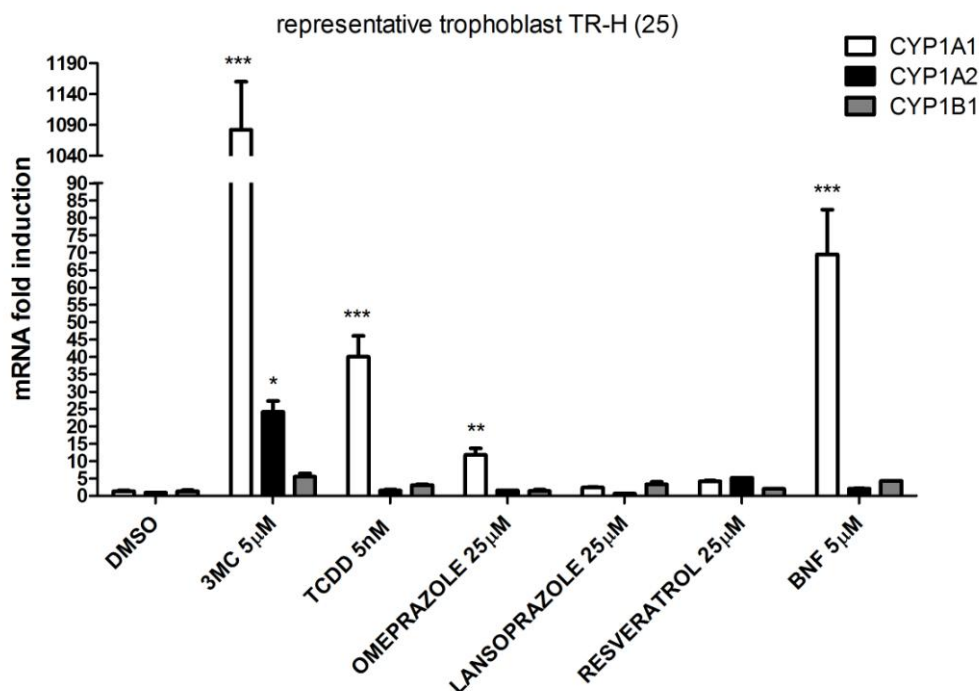 representative trophoblast TR-H (25)
CYP1A1
CYP1A2
CYP1B1
mRNA fold induction
1190
1140
1090
1040
90
85
80
75
70
65
60
55
50
45
40
35
30
25
20
15
10
5
0
***
*
***
**
***
DMSO
3MC 5μM
TCDD 5nM
OMEPRAZOLE 25μM
LANSOPRAZOLE 25μM
RESVERATROL 25μM
BNF 5μM